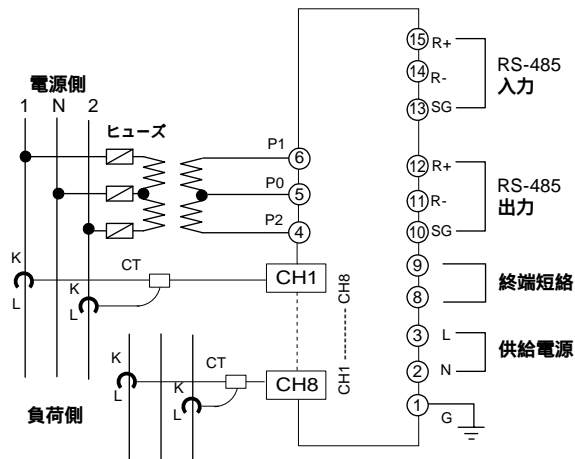 電源側
1 N 2
ヒューズ
P1 6
P0 5
P2 4
K
L
K
L
CT
CH1
CH1 ------ CH8
K
L
K
L
CT
CH8
負荷側
15 R+
14 R-
13 SG
RS-485
入力
12 R+
11 R-
10 SG
RS-485
出力
9
8
終端短絡
3 L
2 N
供給電源
1
G